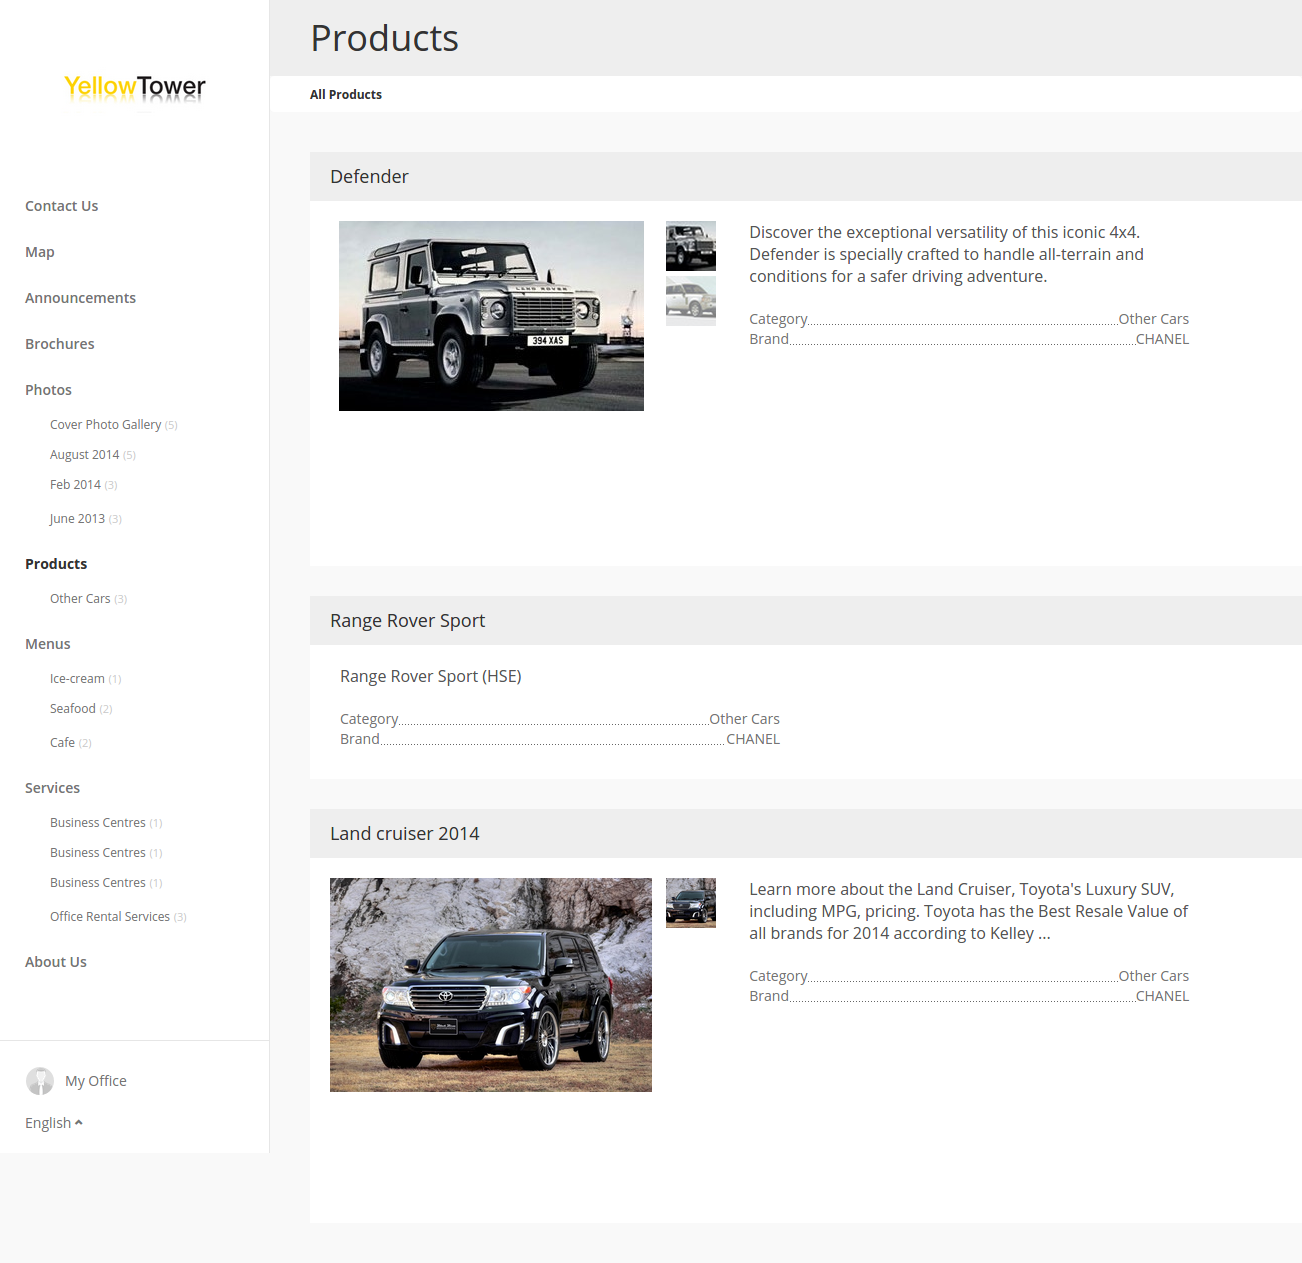 YellowTower
Contact Us
Map
Announcements
Brochures
Photos
Cover Photo Gallery (5)
August 2014 (5)
Feb 2014 (3)
June 2013 (3)
Products
Other Cars (3)
Menus
Ice-cream (1)
Seafood (2)
Cafe (2)
Services
Business Centres (1)
Business Centres (1)
Business Centres (1)
Office Rental Services (3)
About Us
My Office
English
Products
All Products
Defender
LAND ROVER
394 XAS
Discover the exceptional versatility of this iconic 4x4.
Defender is specially crafted to handle all-terrain and
conditions for a safer driving adventure.
Category Other Cars
Brand CHANEL
Range Rover Sport
Range Rover Sport (HSE)
Category Other Cars
Brand CHANEL
Land cruiser 2014
Learn more about the Land Cruiser, Toyota's Luxury SUV,
including MPG, pricing. Toyota has the Best Resale Value of
all brands for 2014 according to Kelley ...
Category Other Cars
Brand CHANEL